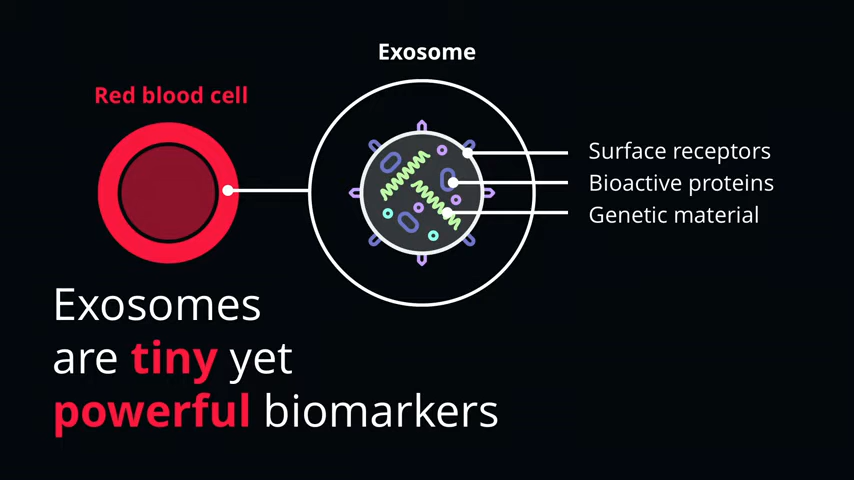 Exosome
Red blood cell
Surface receptors
Bioactive proteins
Genetic material
Exosomes
are tiny yet
powerful biomarkers